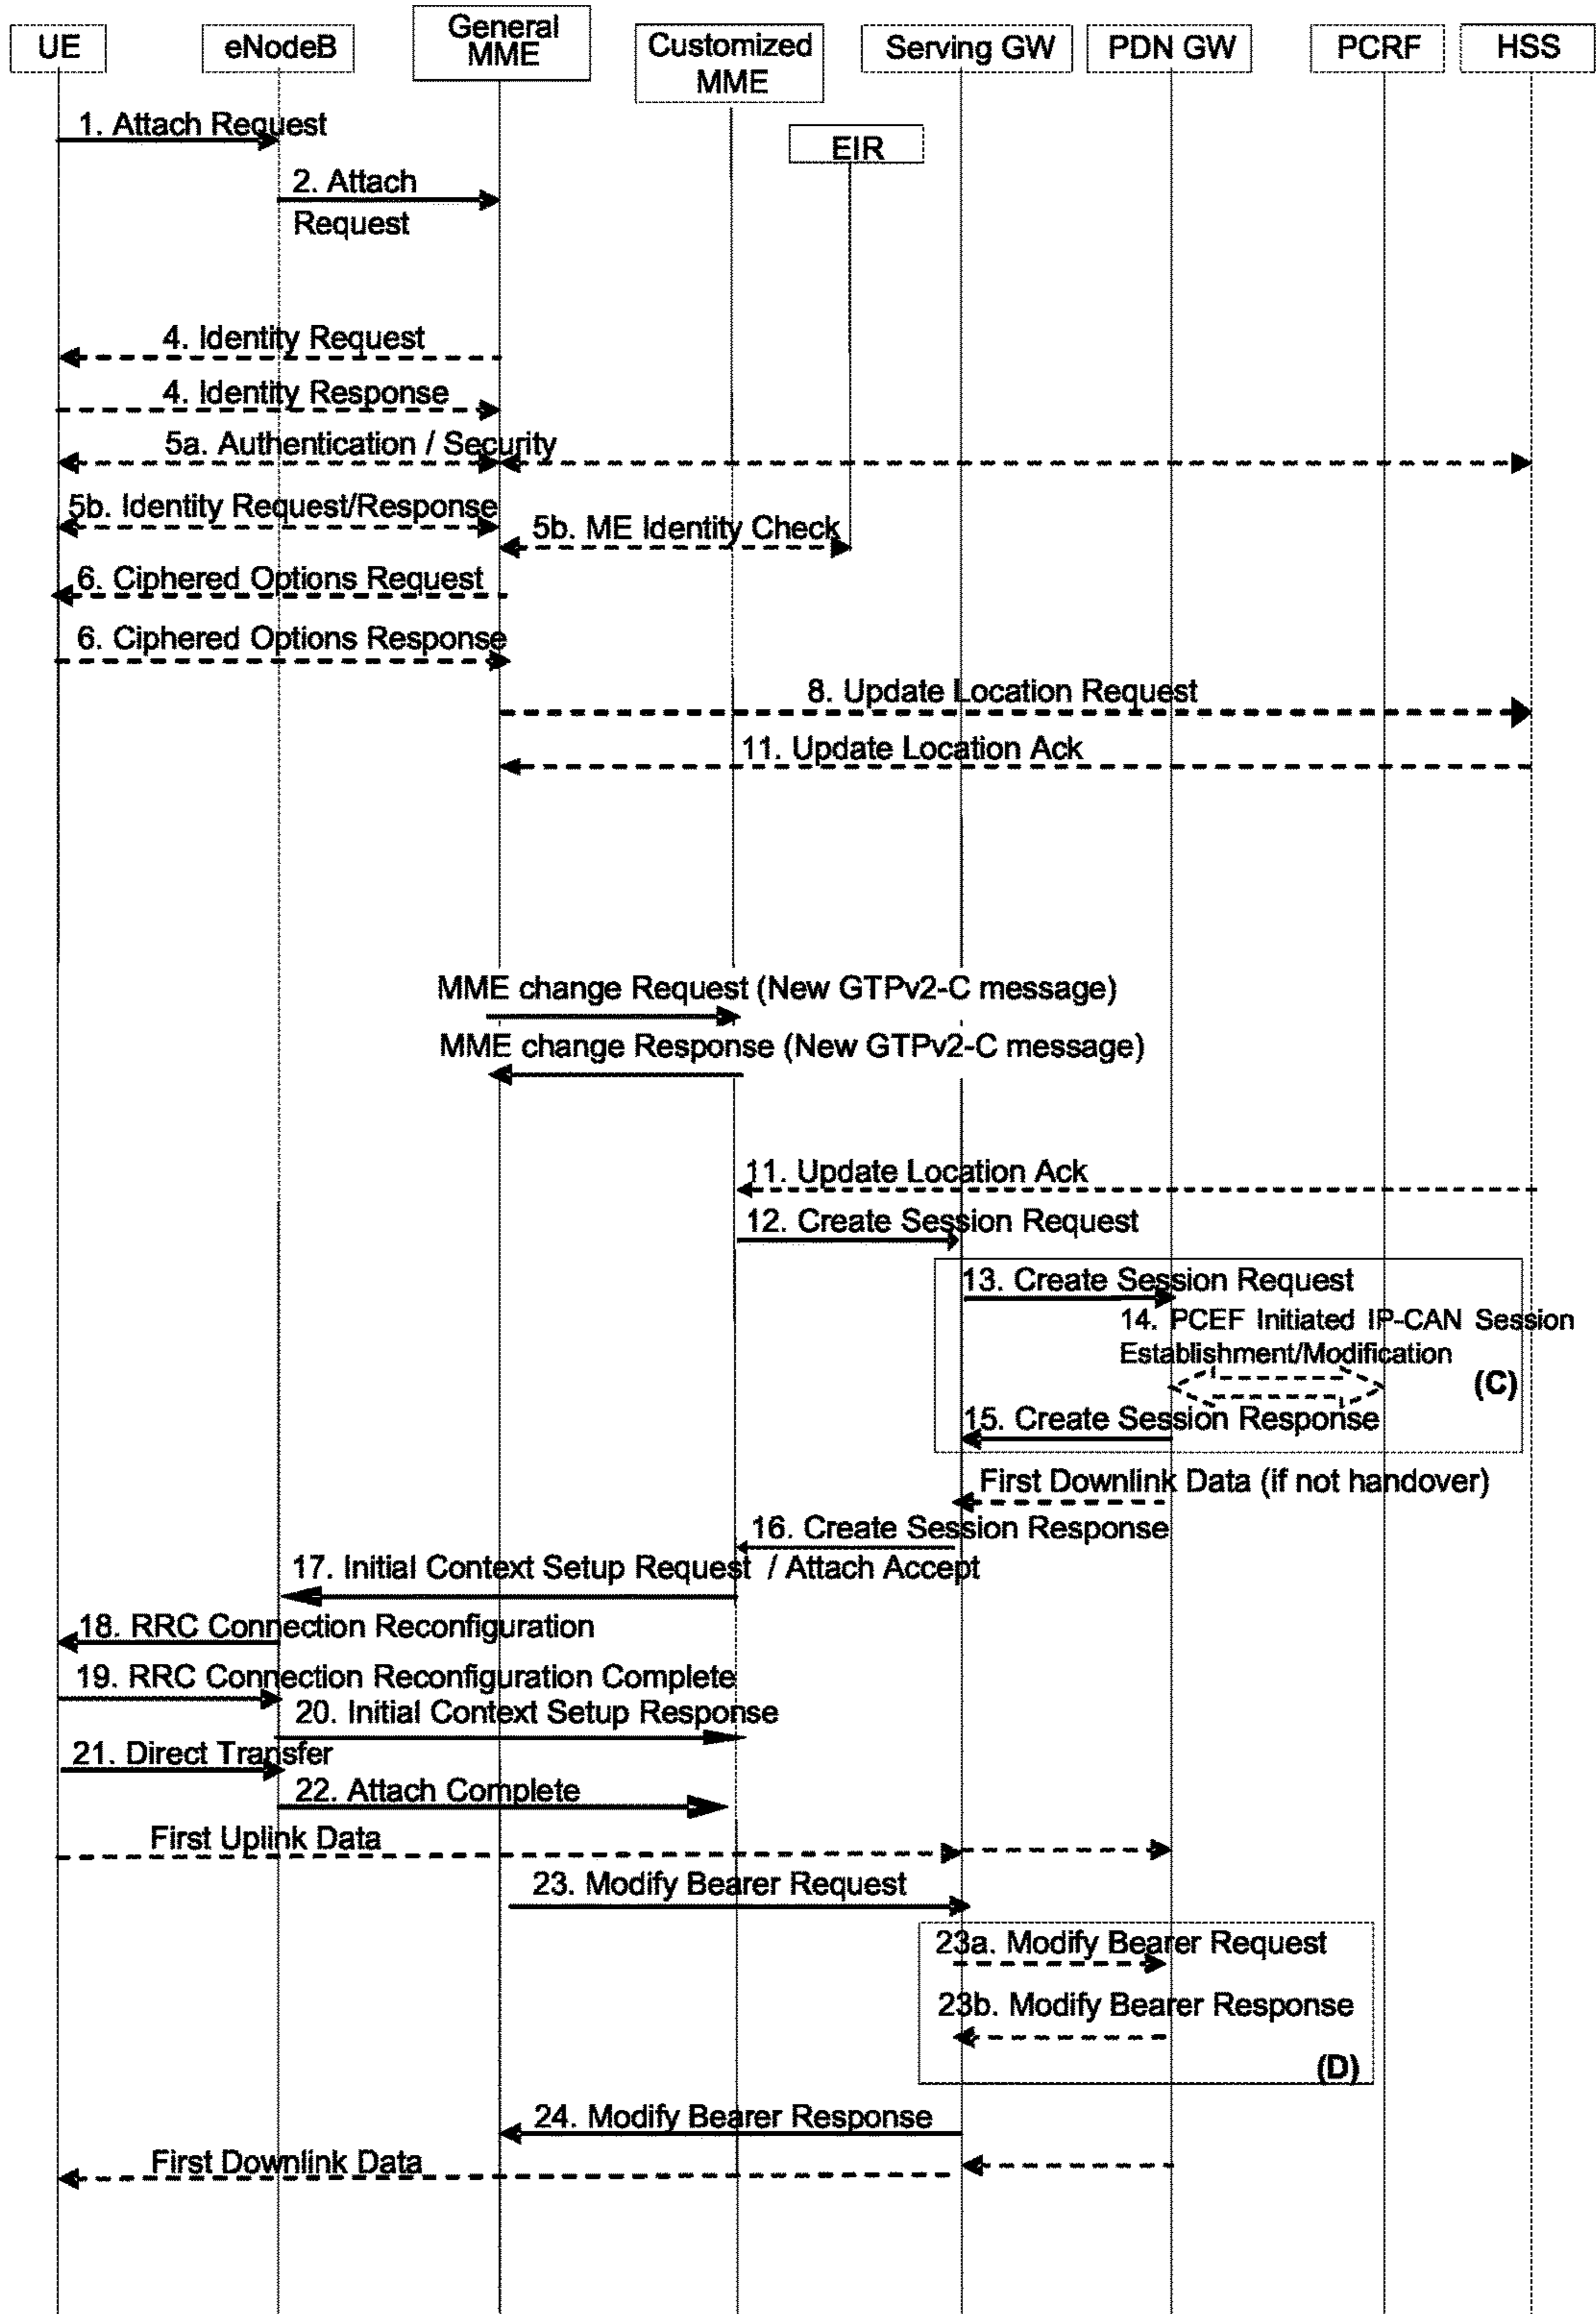 UE
eNodeB
General
MME
Customized
MME
Serving GW
PDN GW
PCRF
HSS
EIR
1. Attach Request
2. Attach
Request
4. Identity Request
4. Identity Response
5a. Authentication / Security
5b. Identity Request/Response
5b. ME Identity Check
6. Ciphered Options Request
6. Ciphered Options Response
8. Update Location Request
11. Update Location Ack
MME change Request (New GTPv2-C message)
MME change Response (New GTPv2-C message)
11. Update Location Ack
12. Create Session Request
13. Create Session Request
14. PCEF Initiated IP-CAN Session
Establishment/Modification
(C)
15. Create Session Response
First Downlink Data (if not handover)
16. Create Session Response
17. Initial Context Setup Request / Attach Accept
18. RRC Connection Reconfiguration
19. RRC Connection Reconfiguration Complete
20. Initial Context Setup Response
21. Direct Transfer
22. Attach Complete
First Uplink Data
23. Modify Bearer Request
23a. Modify Bearer Request
23b. Modify Bearer Response
(D)
24. Modify Bearer Response
First Downlink Data